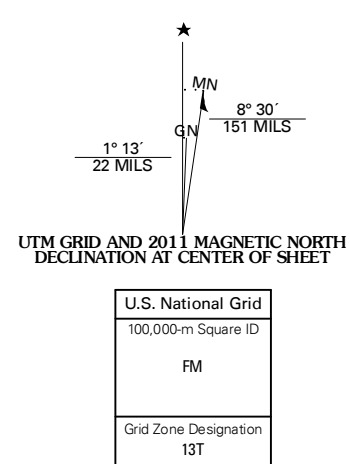 ★
MN
GN
8° 30´
151 MILS
1° 13´
22 MILS
UTM GRID AND 2011 MAGNETIC NORTH
DECLINATION AT CENTER OF SHEET
U.S. National Grid
100,000-m Square ID
FM
Grid Zone Designation
13T